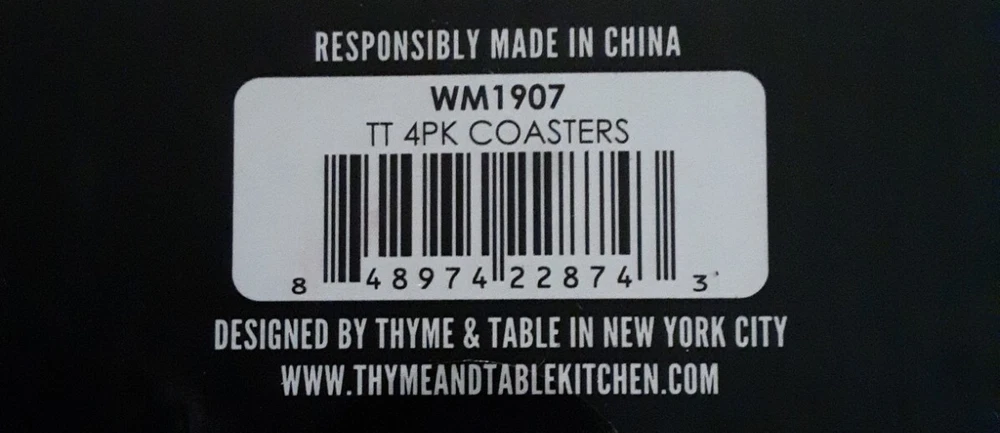 RESPONSIBLY MADE IN CHINA
WM1907
TT 4PK COASTERS
8 48974 22874 3
DESIGNED BY THYME & TABLE IN NEW YORK CITY
WWW.THYMEANDTABLEKITCHEN.COM